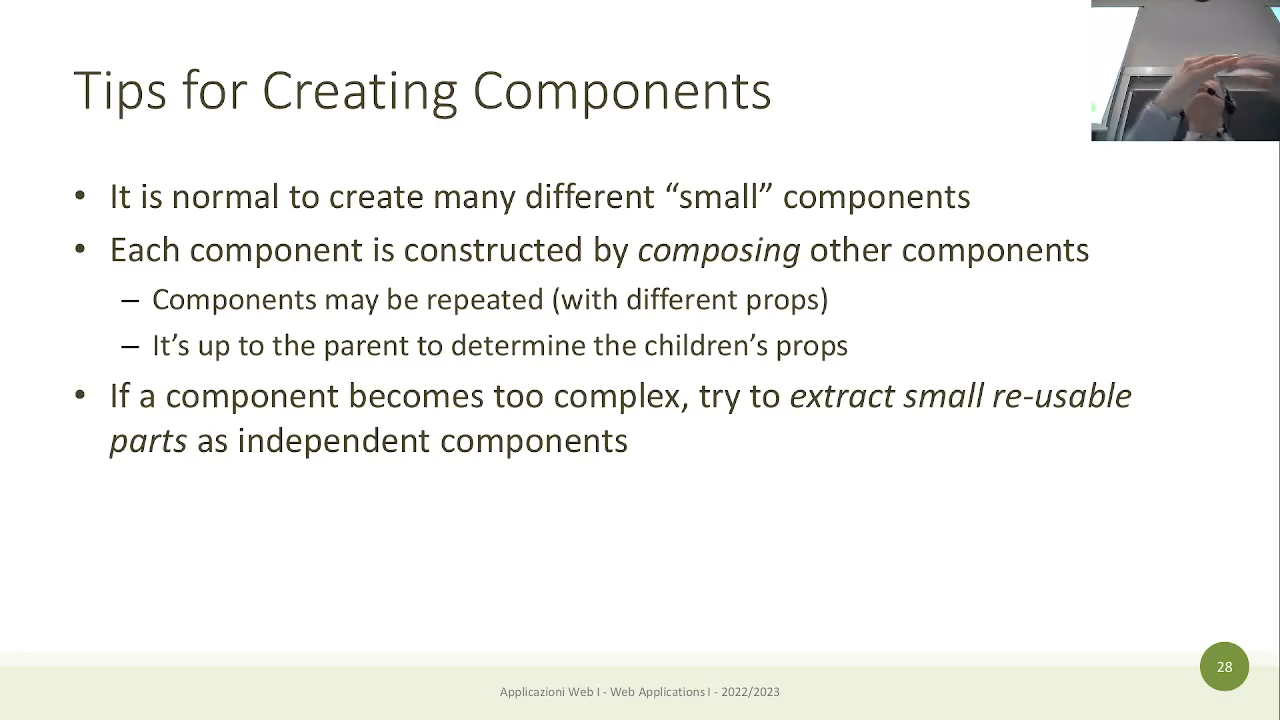 Tips for Creating Components
• It is normal to create many different “small” components
• Each component is constructed by composing other components
– Components may be repeated (with different props)
– It’s up to the parent to determine the children’s props
• If a component becomes too complex, try to extract small re-usable
parts as independent components
28
Applicazioni Web I - Web Applications I - 2022/2023